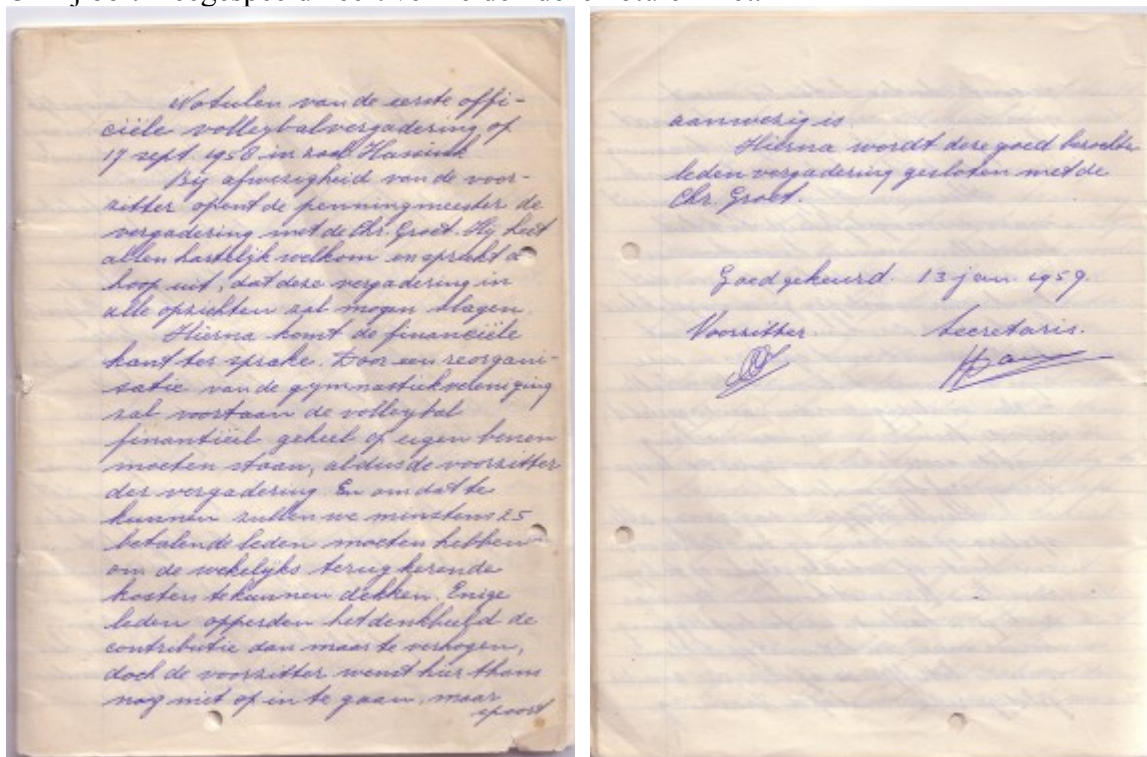 Notulen van de eerste offi-
ciële volleybalvergadering op
17 sept. 1958 in zaal Hassink
Bij afwezigheid van de voor-
zitter opent de penningmeester de
vergadering met de Chr. Groet. Hij heet
allen hartelijk welkom en sprekt de
hoop uit, dat deze vergadering in
alle opzichten zal mogen slagen.
Hierna komt de financiële
kant ter sprake. Door een reorgani-
satie van de gymnastiekvereniging
zal voortaan de volleybal
finantiëel geheel op eigen benen
moeten staan, aldus de voorzitter
der vergadering. En om dat te
kunnen zullen we minstens 25
betalende leden moeten hebben
om de wekelijks terugkerende
kosten te kunnen dekken. Enige
leden opperden het denkbeeld de
contributie dan maar te verhogen,
doch de voorzitter wenst hier thans
nog niet op in te gaan, maar
spoort
aanwezig is
Hierna wordt deze goed bezochte
ledenvergadering gesloten met de
Chr. Groet.
Goedgekeurd. 13 jan. 1959.
Voorzitter. Secretaris.